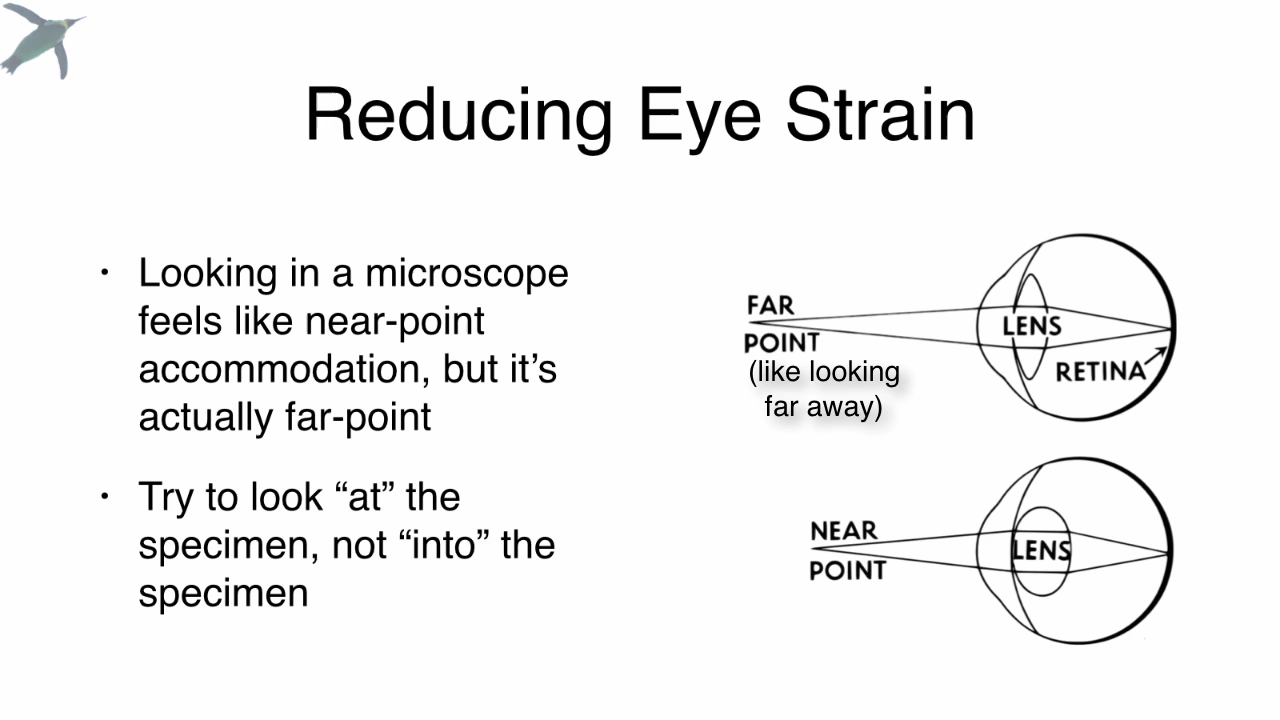 Reducing Eye Strain
• Looking in a microscope
feels like near-point
accommodation, but it’s
actually far-point
• Try to look “at” the
specimen, not “into” the
specimen
FAR
POINT
(like looking
far away)
LENS
RETINA
NEAR
POINT
LENS